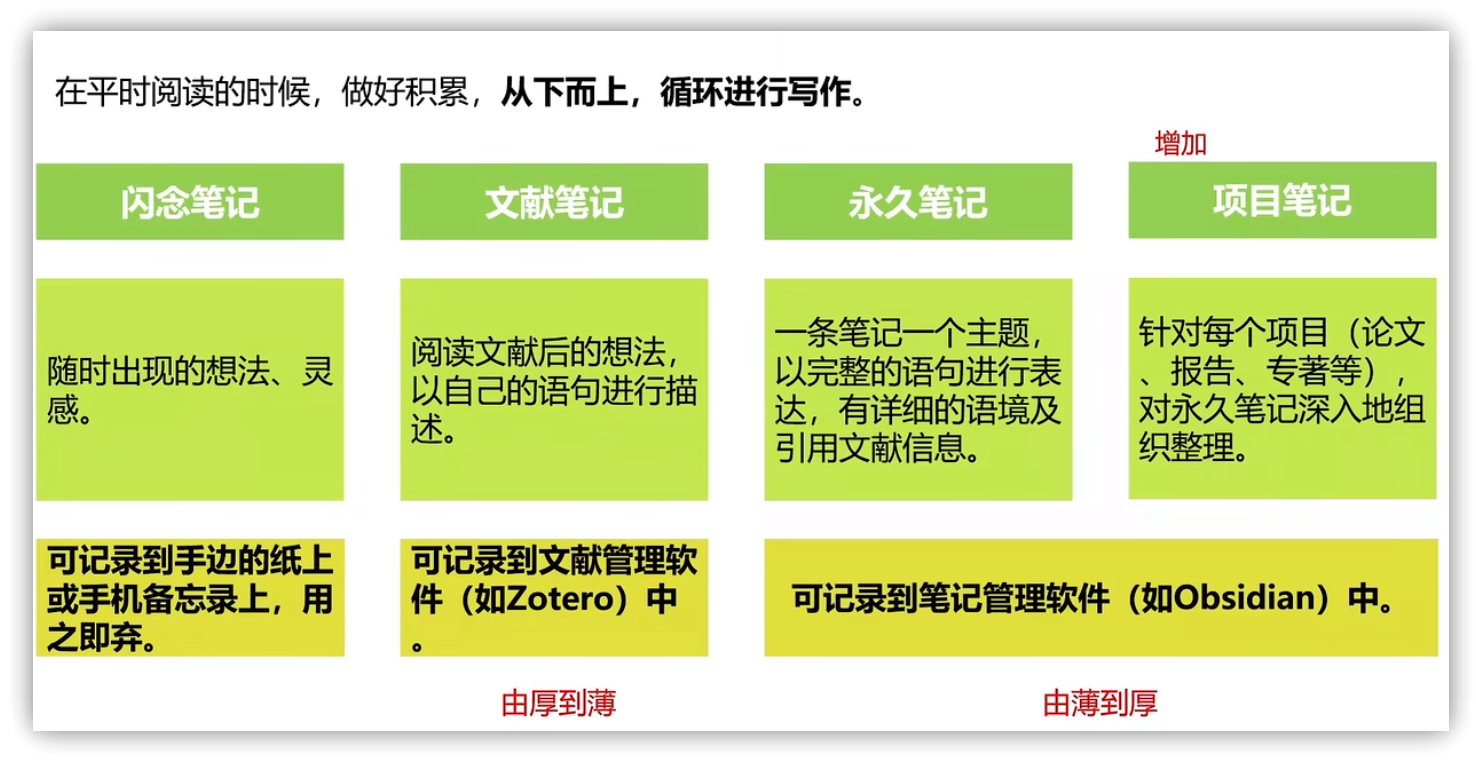 在平时阅读的时候，做好积累，从下而上，循环进行写作。
增加
闪念笔记
文献笔记
永久笔记
项目笔记
随时出现的想法、灵
感。
阅读文献后的想法，
以自己的语句进行描
述。
一条笔记一个主题，
以完整的语句进行表
达，有详细的语境及
引用文献信息。
针对每个项目（论文
、报告、专著等），
对永久笔记深入地组
织整理。
可记录到手边的纸上
或手机备忘录上，用
之即弃。
可记录到文献管理软
件（如Zotero）中
。
可记录到笔记管理软件（如Obsidian）中。
由厚到薄
由薄到厚